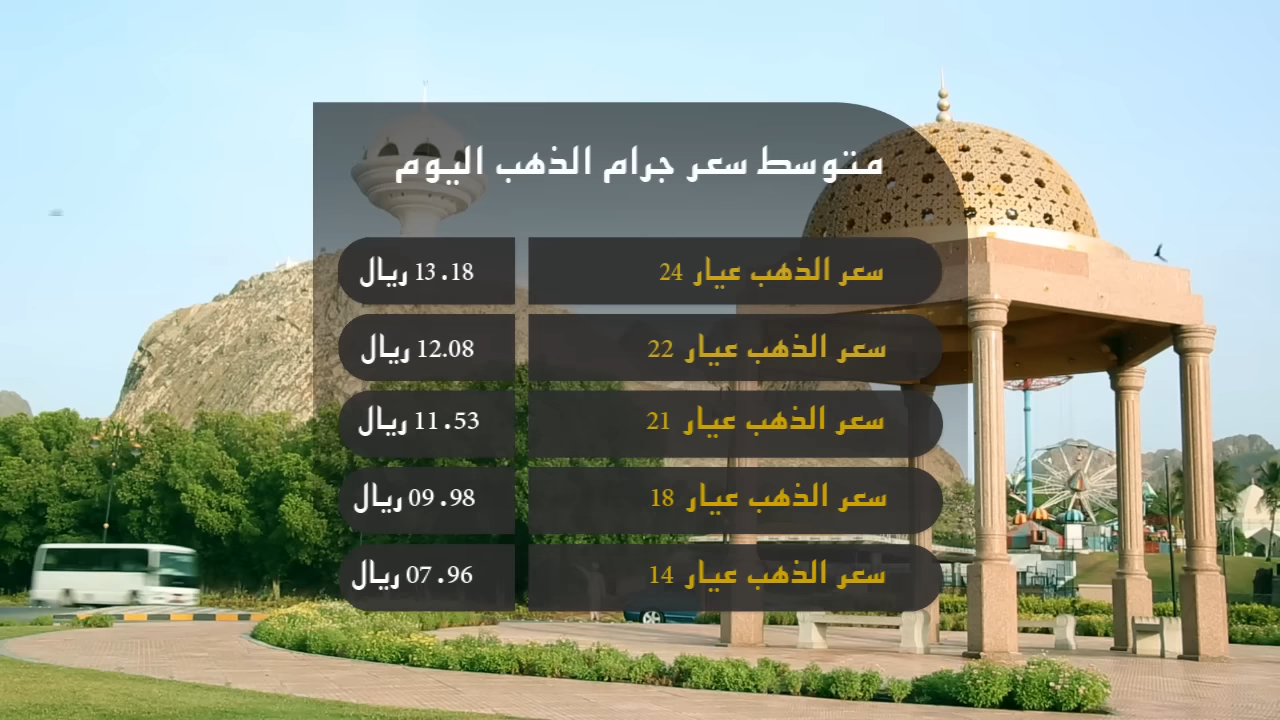 متوسط سعر جرام الذهب اليوم
سعر الذهب عيار 24 13.18 ريال
سعر الذهب عيار 22 12.08 ريال
سعر الذهب عيار 21 11.53 ريال
سعر الذهب عيار 18 09.98 ريال
سعر الذهب عيار 14 07.96 ريال